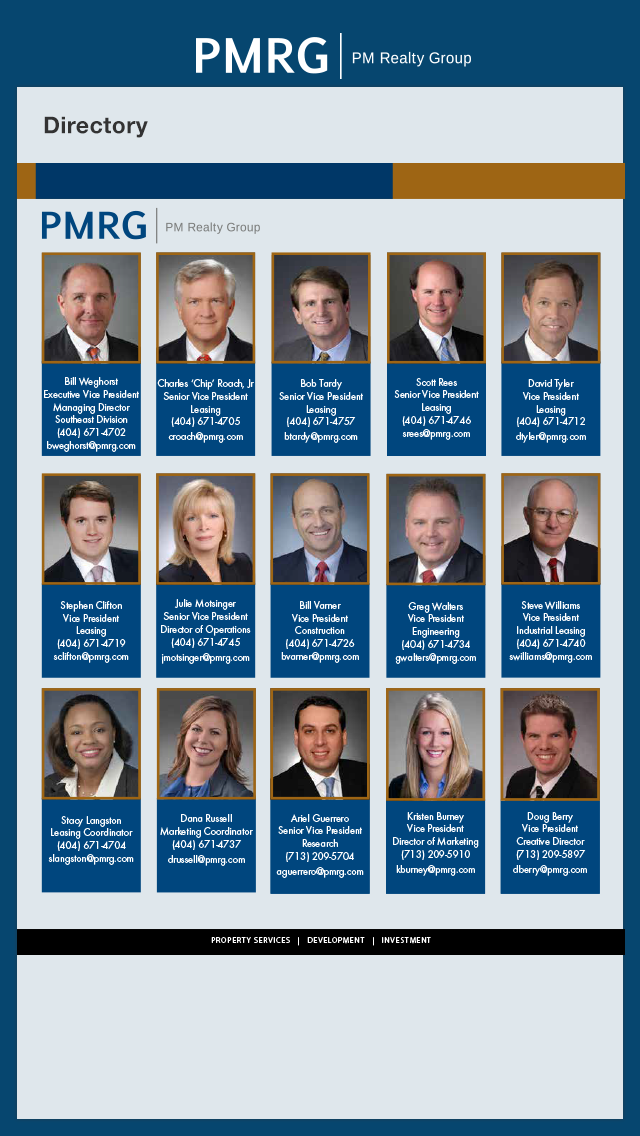 PMRG PM Realty Group
Directory
PMRG PM Realty Group
Bill Weghorst
Executive Vice President
Managing Director
Southeast Division
(404) 671-4702
bweghorst@pmrg.com
Charles 'Chip' Roach, Jr
Senior Vice President
Leasing
(404) 671-4705
croach@pmrg.com
Bob Tardy
Senior Vice President
Leasing
(404) 671-4757
btardy@pmrg.com
Scott Rees
Senior Vice President
Leasing
(404) 671-4746
srees@pmrg.com
David Tyler
Vice President
Leasing
(404) 671-4712
dtyler@pmrg.com
Stephen Clifton
Vice President
Leasing
(404) 671-4719
sclifton@pmrg.com
Julie Motsinger
Senior Vice President
Director of Operations
(404) 671-4745
jmotsinger@pmrg.com
Bill Varner
Vice President
Construction
(404) 671-4726
bvarner@pmrg.com
Greg Walters
Vice President
Engineering
(404) 671-4734
gwalters@pmrg.com
Steve Williams
Vice President
Industrial Leasing
(404) 671-4740
swilliams@pmrg.com
Stacy Langston
Leasing Coordinator
(404) 671-4704
slangston@pmrg.com
Dana Russell
Marketing Coordinator
(404) 671-4737
drussell@pmrg.com
Ariel Guerrero
Senior Vice President
Research
(713) 209-5704
aguerrero@pmrg.com
Kristen Burney
Vice President
Director of Marketing
(713) 209-5910
kburney@pmrg.com
Doug Berry
Vice President
Creative Director
(713) 209-5897
dberry@pmrg.com
PROPERTY SERVICES | DEVELOPMENT | INVESTMENT